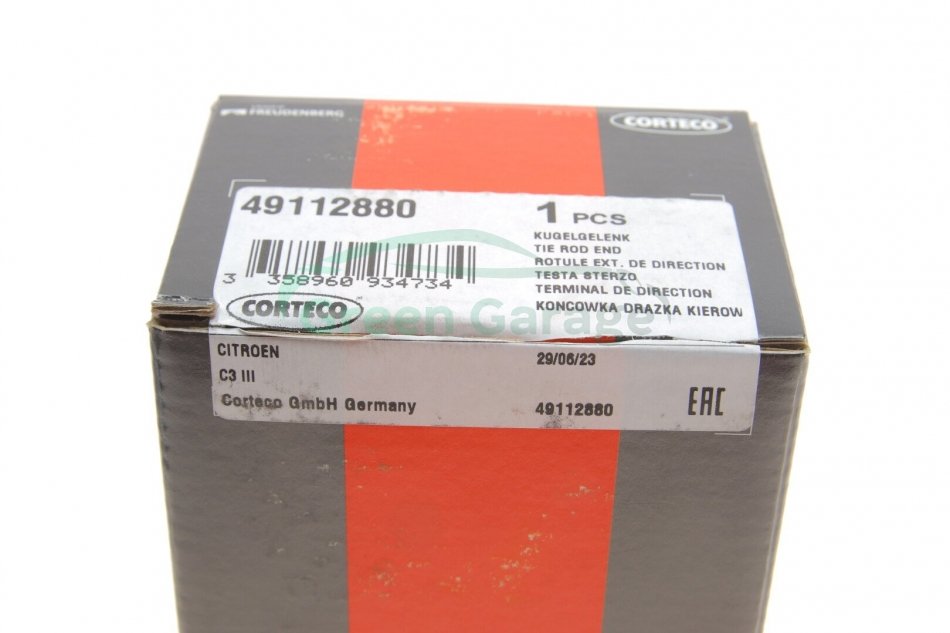 FREUDENBERG
CORTECO
49112880
1 PCS
KUGELGELENK
TIE ROD END
ROTULE EXT. DE DIRECTION
TESTA STERZO
TERMINAL DE DIRECTION
KONCOWKA DRAZKA KIEROW
3 358960 934734
CORTECO
Green Garage
CITROEN
29/06/23
C3 III
Corteco GmbH Germany
49112880
EAC